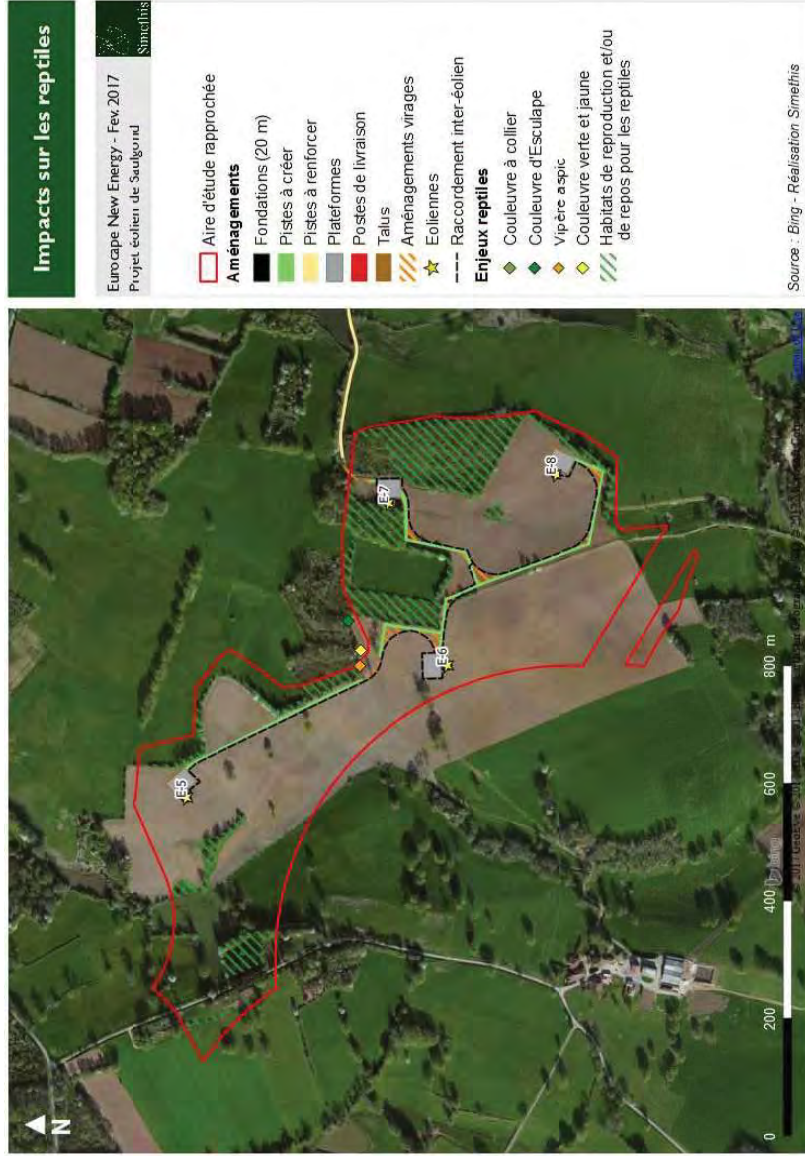 Impacts sur les reptiles
Eurocape New Energy - Fev. 2017
Projet éolien de Saulgond
Simethis
Aire d'étude rapprochée
Aménagements
Fondations (20 m)
Pistes à créer
Pistes à renforcer
Plateformes
Postes de livraison
Talus
Aménagements virages
Eoliennes
Raccordement inter-éolien
Enjeux reptiles
Couleuvre à collier
Couleuvre d'Esculape
Vipère aspic
Couleuvre verte et jaune
Habitats de reproduction et/ou
de repos pour les reptiles
Source : Bing - Réalisation Simethis
N
E-5
E-6
E-7
E-8
0 200 400 600 800 m